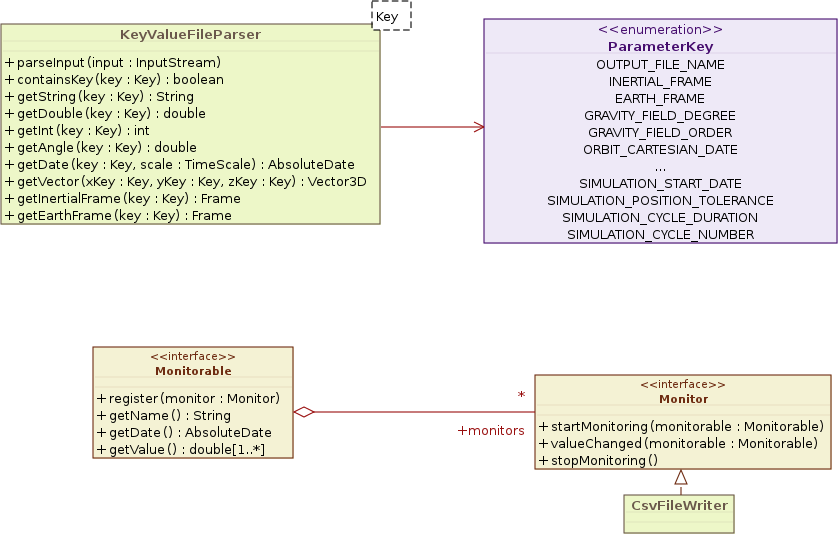 Key
KeyValueFileParser
+ parseInput(input : InputStream)
+ containsKey(key : Key) : boolean
+ getString(key : Key) : String
+ getDouble(key : Key) : double
+ getInt(key : Key) : int
+ getAngle(key : Key) : double
+ getDate(key : Key, scale : TimeScale) : AbsoluteDate
+ getVector(xKey : Key, yKey : Key, zKey : Key) : Vector3D
+ getInertialFrame(key : Key) : Frame
+ getEarthFrame(key : Key) : Frame
<<enumeration>>
ParameterKey
OUTPUT_FILE_NAME
INERTIAL_FRAME
EARTH_FRAME
GRAVITY_FIELD_DEGREE
GRAVITY_FIELD_ORDER
ORBIT_CARTESIAN_DATE
...
SIMULATION_START_DATE
SIMULATION_POSITION_TOLERANCE
SIMULATION_CYCLE_DURATION
SIMULATION_CYCLE_NUMBER
<<interface>>
Monitorable
+ register(monitor : Monitor)
+ getName() : String
+ getDate() : AbsoluteDate
+ getValue() : double[1..*]
*
+monitors
<<interface>>
Monitor
+ startMonitoring(monitorable : Monitorable)
+ valueChanged(monitorable : Monitorable)
+ stopMonitoring()
CsvFileWriter